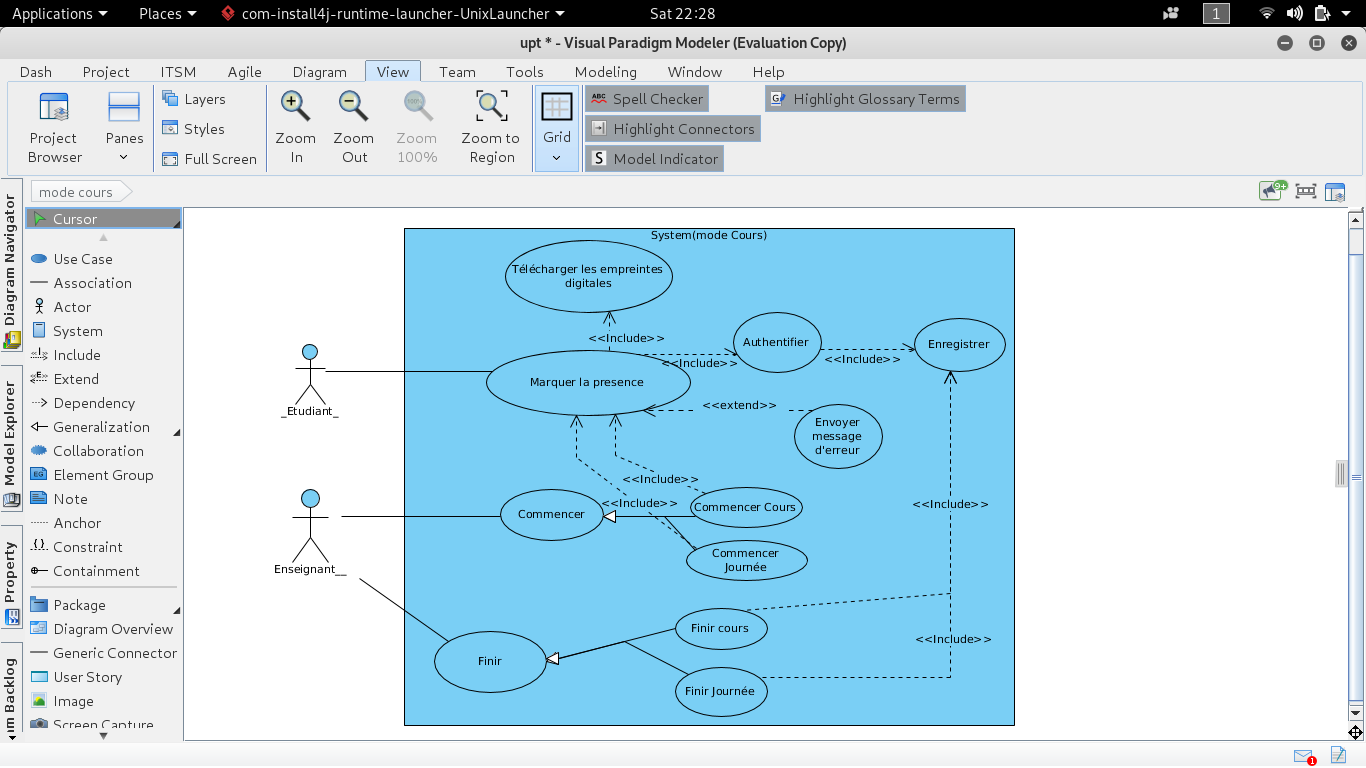 Applications Places com-install4j-runtime-launcher-UnixLauncher Sat 22:28 1
upt * - Visual Paradigm Modeler (Evaluation Copy)
Dash Project ITSM Agile Diagram View Team Tools Modeling Window Help
Project Browser
Panes
Layers
Styles
Full Screen
Zoom In
Zoom Out
100%
Zoom 100%
Zoom to Region
Grid
ABC Spell Checker
Highlight Connectors
S Model Indicator
Highlight Glossary Terms
mode cours
9+
Diagram Navigator
Model Explorer
Property
am Backlog
Cursor
Use Case
Association
Actor
System
Include
Extend
Dependency
Generalization
Collaboration
EG Element Group
Note
Anchor
Constraint
Containment
Package
Diagram Overview
Generic Connector
User Story
Image
Screen Capture
System(mode Cours)
Télécharger les empreintes
digitales
<<Include>>
Authentifier
Enregistrer
<<Include>>
<<Include>>
Marquer la presence
_Etudiant_
<<extend>>
Envoyer
message
d'erreur
<<Include>>
<<Include>>
<<Include>>
Commencer
Commencer Cours
Commencer
Journée
Enseignant__
Finir cours
<<Include>>
Finir
Finir Journée
1